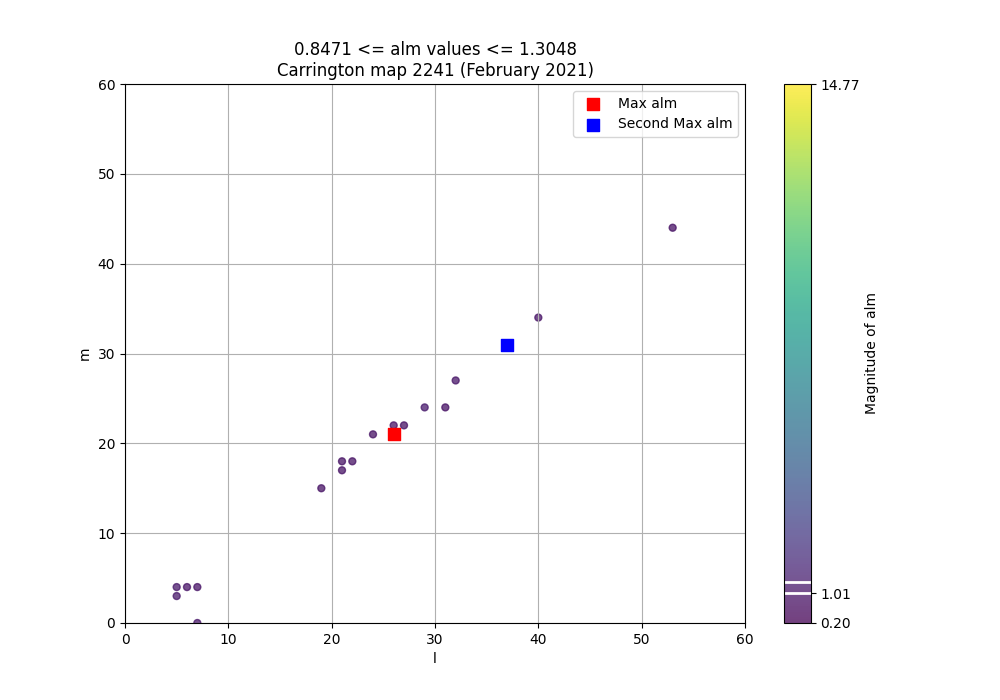 0.8471 <= alm values <= 1.3048
Carrington map 2241 (February 2021)
Max alm
Second Max alm
60
50
40
30
20
10
0
m
0 10 20 30 40 50 60
l
14.77
1.01
0.20
Magnitude of alm